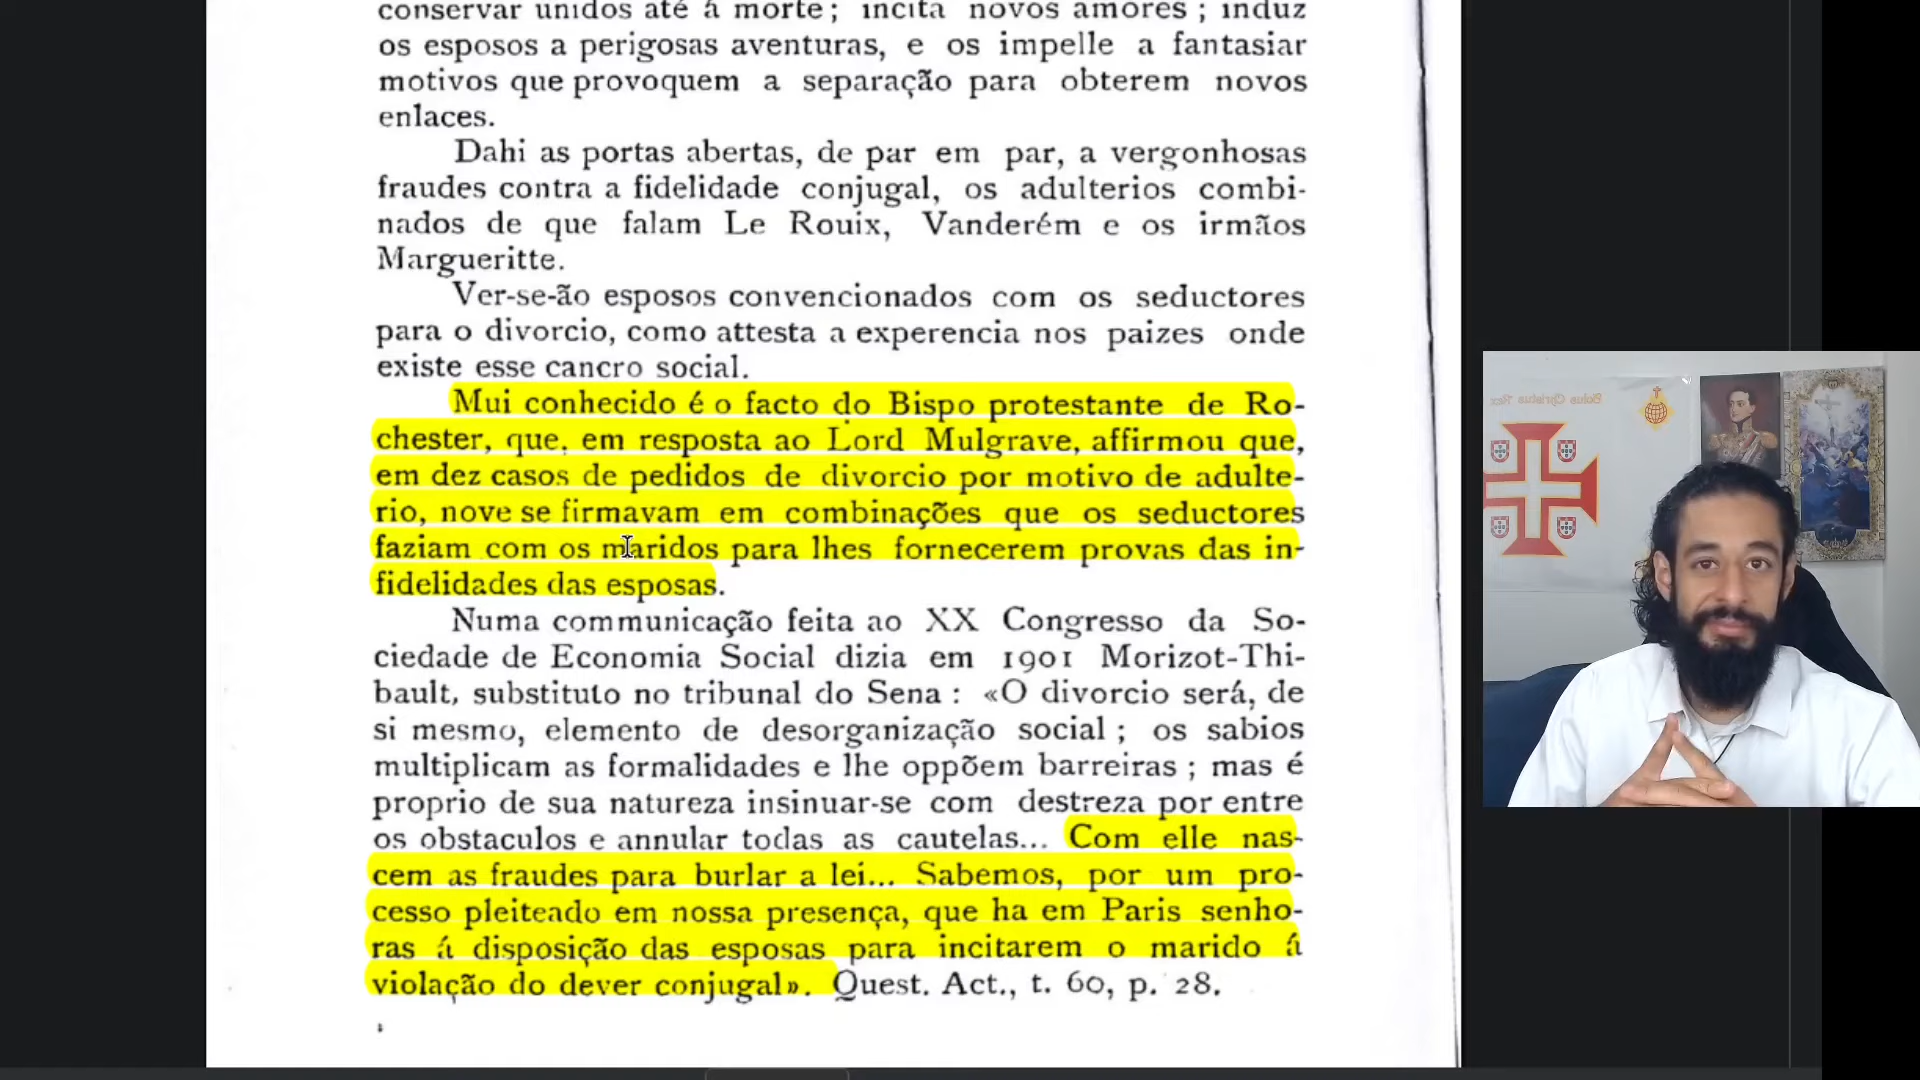 conservar unidos até á morte ; incita novos amores ; induz
os esposos a perigosas aventuras, e os impelle a fantasiar
motivos que provoquem a separação para obterem novos
enlaces.
Dahi as portas abertas, de par em par, a vergonhosas
fraudes contra a fidelidade conjugal, os adulterios combi-
nados de que falam Le Rouix, Vanderém e os irmãos
Margueritte.
Ver-se-ão esposos convencionados com os seductores
para o divorcio, como attesta a experencia nos paizes onde
existe esse cancro social.
Mui conhecido é o facto do Bispo protestante de Ro-
chester, que, em resposta ao Lord Mulgrave, affirmou que,
em dez casos de pedidos de divorcio por motivo de adulte-
rio, nove se firmavam em combinações que os seductores
faziam com os maridos para lhes fornecerem provas das in-
fidelidades das esposas.
Numa communicação feita ao XX Congresso da So-
ciedade de Economia Social dizia em 1901 Morizot-Thi-
bault, substituto no tribunal do Sena : «O divorcio será, de
si mesmo, elemento de desorganização social ; os sabios
multiplicam as formalidades e lhe oppõem barreiras ; mas é
proprio de sua natureza insinuar-se com destreza por entre
os obstaculos e annular todas as cautelas... Com elle nas-
cem as fraudes para burlar a lei... Sabemos, por um pro-
cesso pleiteado em nossa presença, que ha em Paris senho-
ras á disposição das esposas para incitarem o marido á
violação do dever conjugal». Quest. Act., t. 60, p. 28.